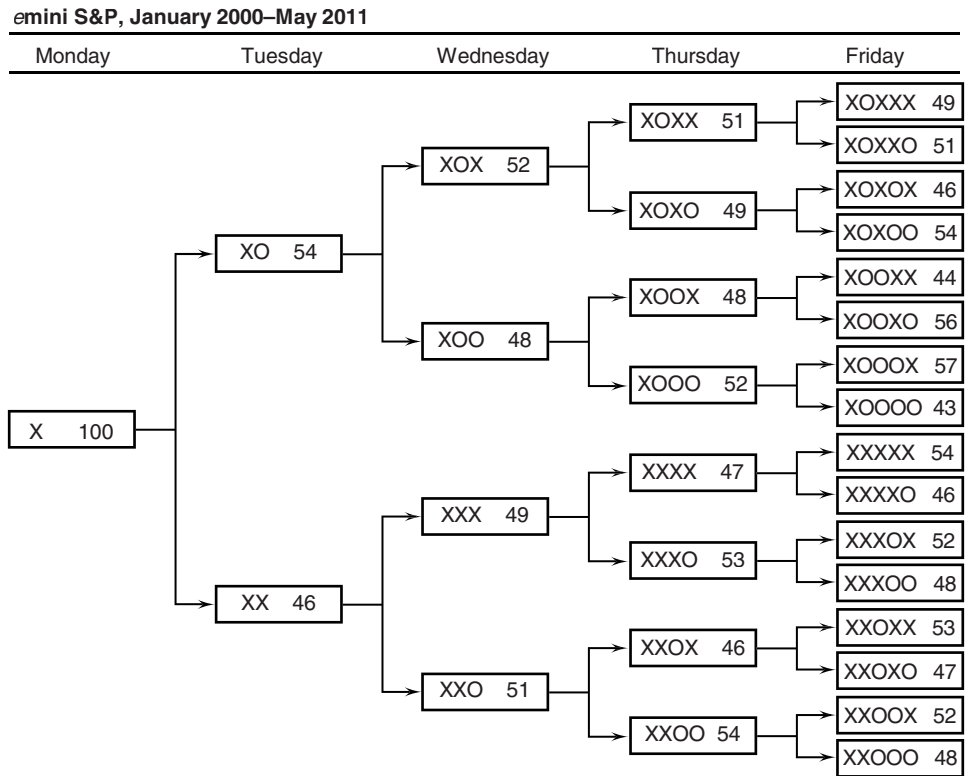 emini S&P, January 2000–May 2011
Monday Tuesday Wednesday Thursday Friday
XOXXX 49
XOXX 51
XOXXO 51
XOX 52
XOXOX 46
XOXO 49
XOXOO 54
XO 54
XOOXX 44
XOOX 48
XOOXO 56
XOO 48
XOOOX 57
XOOO 52
XOOOO 43
X 100
XXXXX 54
XXXX 47
XXXXO 46
XXX 49
XXXOX 52
XXXO 53
XXXOO 48
XX 46
XXOXX 53
XXOX 46
XXOXO 47
XXO 51
XXOOX 52
XXOO 54
XXOOO 48